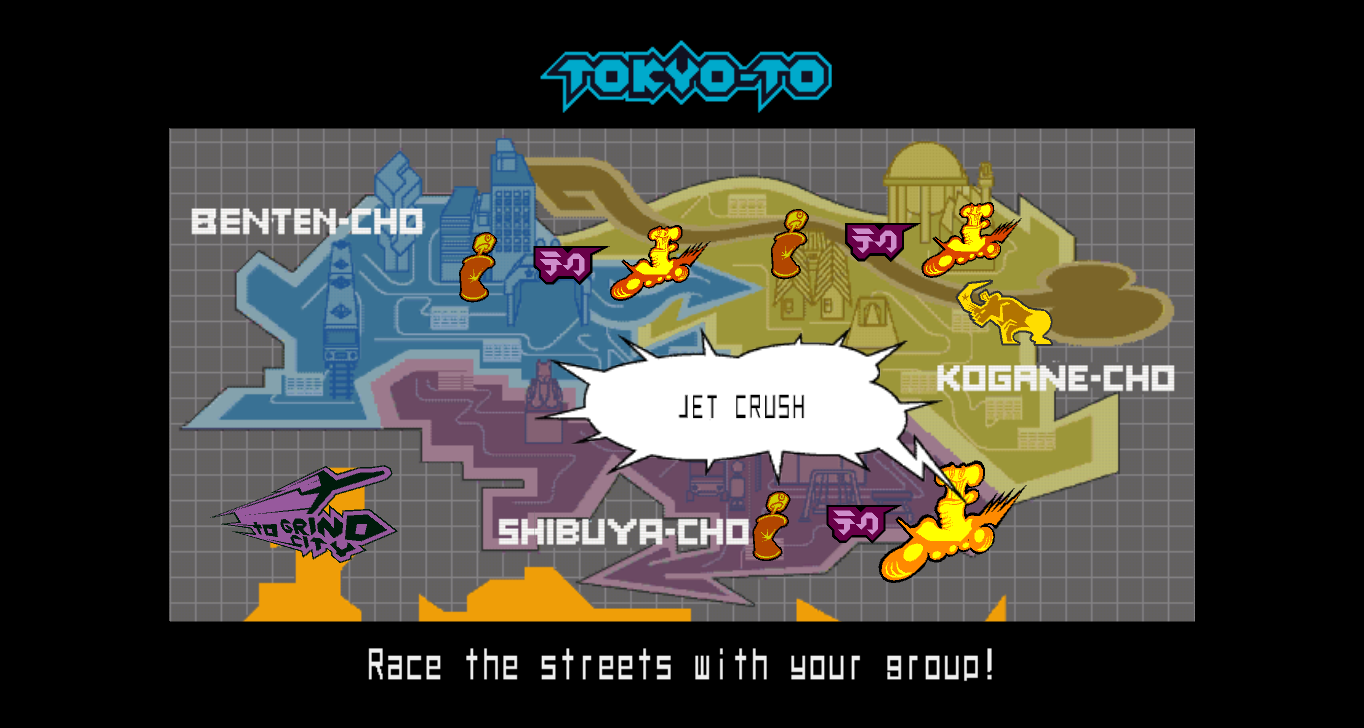 TOKYO-TO
BENTEN-CHO
テク
テク
KOGANE-CHO
JET CRUSH
TO GRIND
CITY
SHIBUYA-CHO
テク
Race the streets with your group!